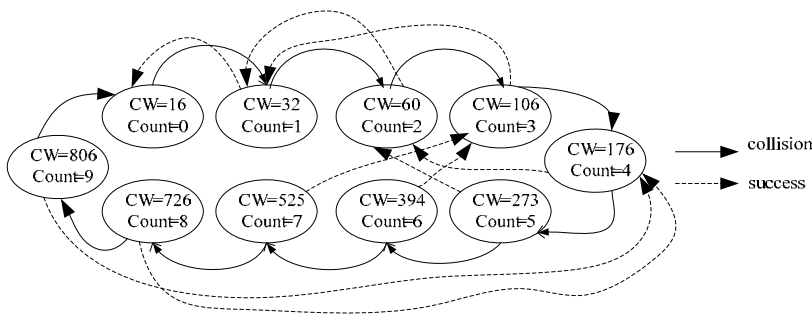 CW=16
Count=0
CW=32
Count=1
CW=60
Count=2
CW=106
Count=3
CW=176
Count=4
collision
success
CW=806
Count=9
CW=726
Count=8
CW=525
Count=7
CW=394
Count=6
CW=273
Count=5